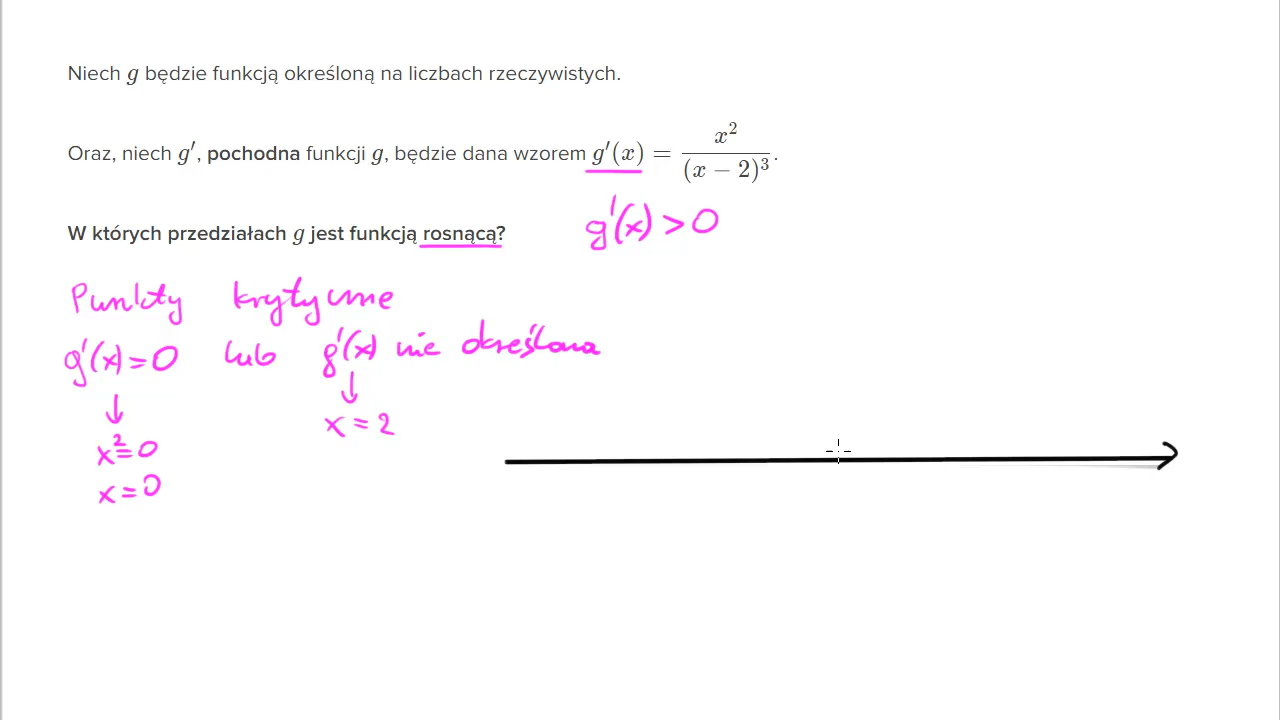 Niech g będzie funkcją określoną na liczbach rzeczywistych.
Oraz, niech g′, pochodna funkcji g, będzie dana wzorem g′(x) = x²/(x − 2)³.
g′(x) > 0
W których przedziałach g jest funkcją rosnącą?
Punkty krytyczne
g′(x) = 0 lub g′(x) nie określona
↓ ↓
x² = 0 x = 2
x = 0